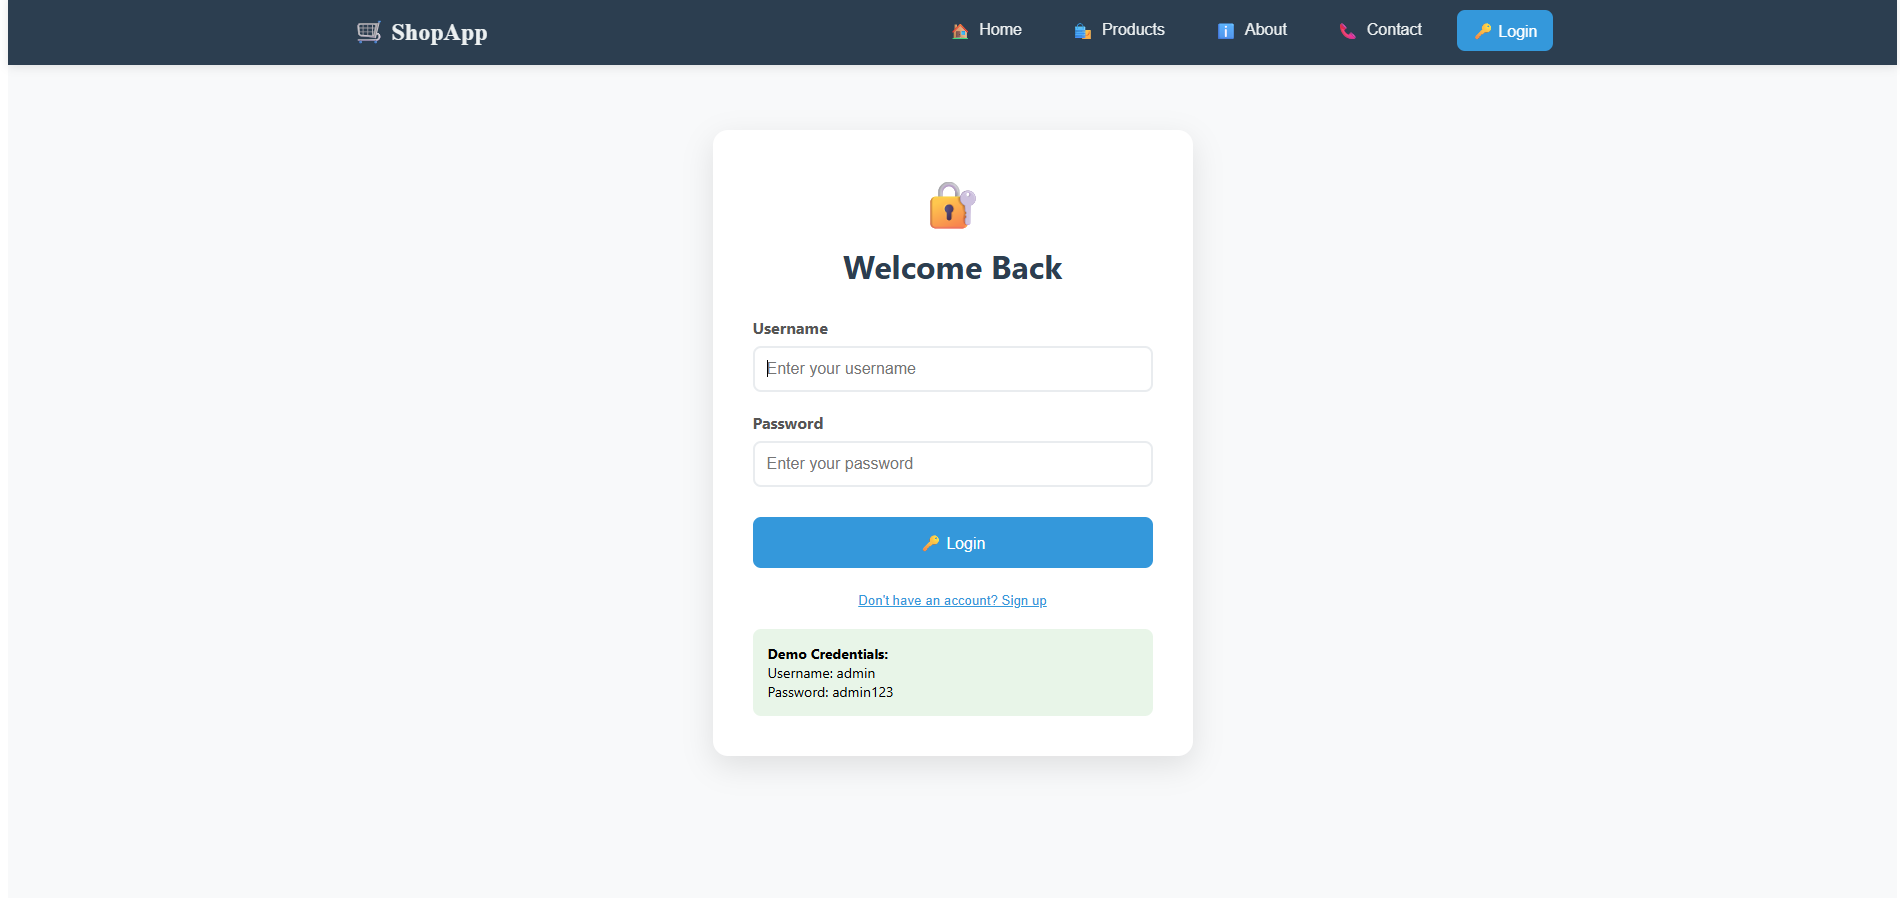 ShopApp
Home
Products
About
Contact
Login
Welcome Back
Username
Enter your username
Password
Enter your password
Login
Don't have an account? Sign up
Demo Credentials:
Username: admin
Password: admin123